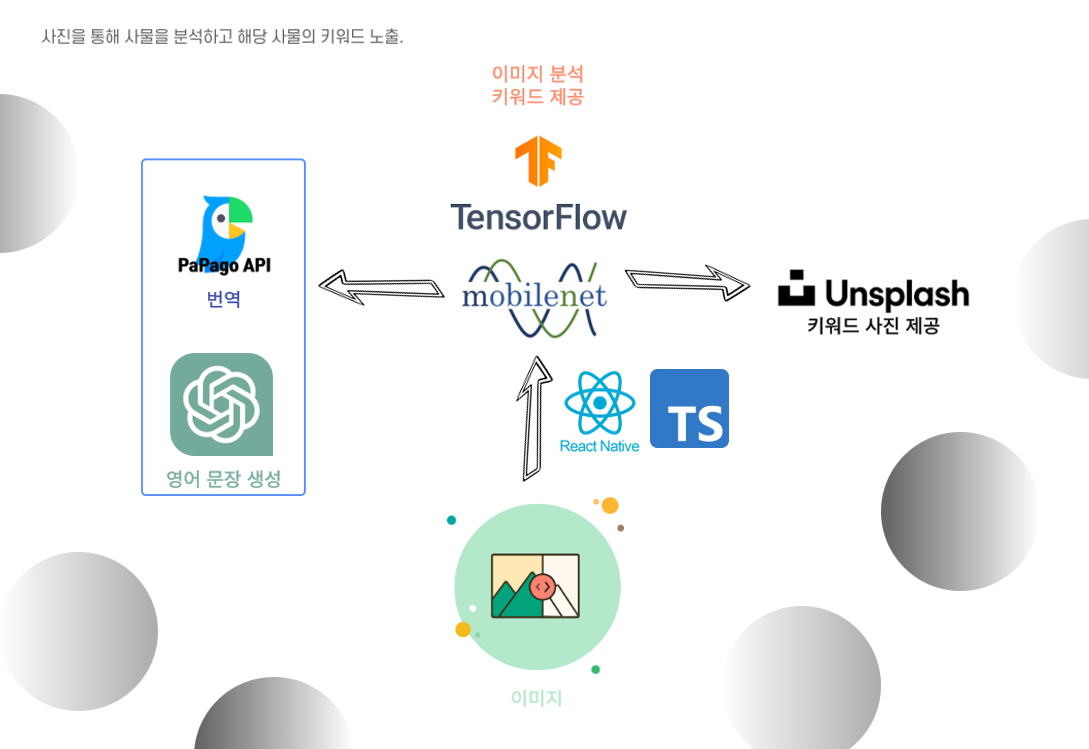 사진을 통해 사물을 분석하고 해당 사물의 키워드 노출.
이미지 분석
키워드 제공
TensorFlow
PaPago API
번역
mobilenet
Unsplash
키워드 사진 제공
React Native
TS
영어 문장 생성
이미지